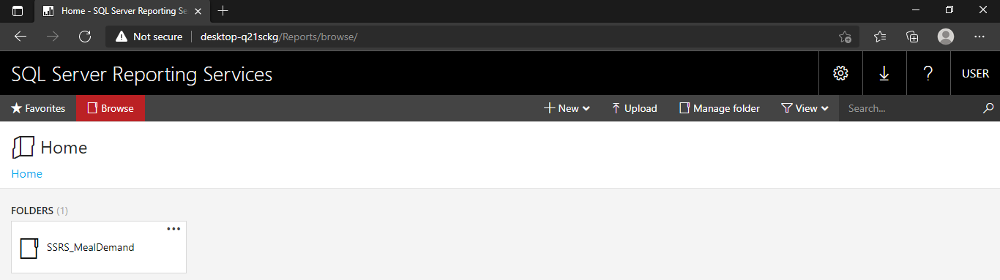 Home - SQL Server Reporting Se
Not secure desktop-q21sckg/Reports/browse/
SQL Server Reporting Services ? USER
Favorites Browse New Upload Manage folder View Search...
Home
Home
FOLDERS (1)
SSRS_MealDemand